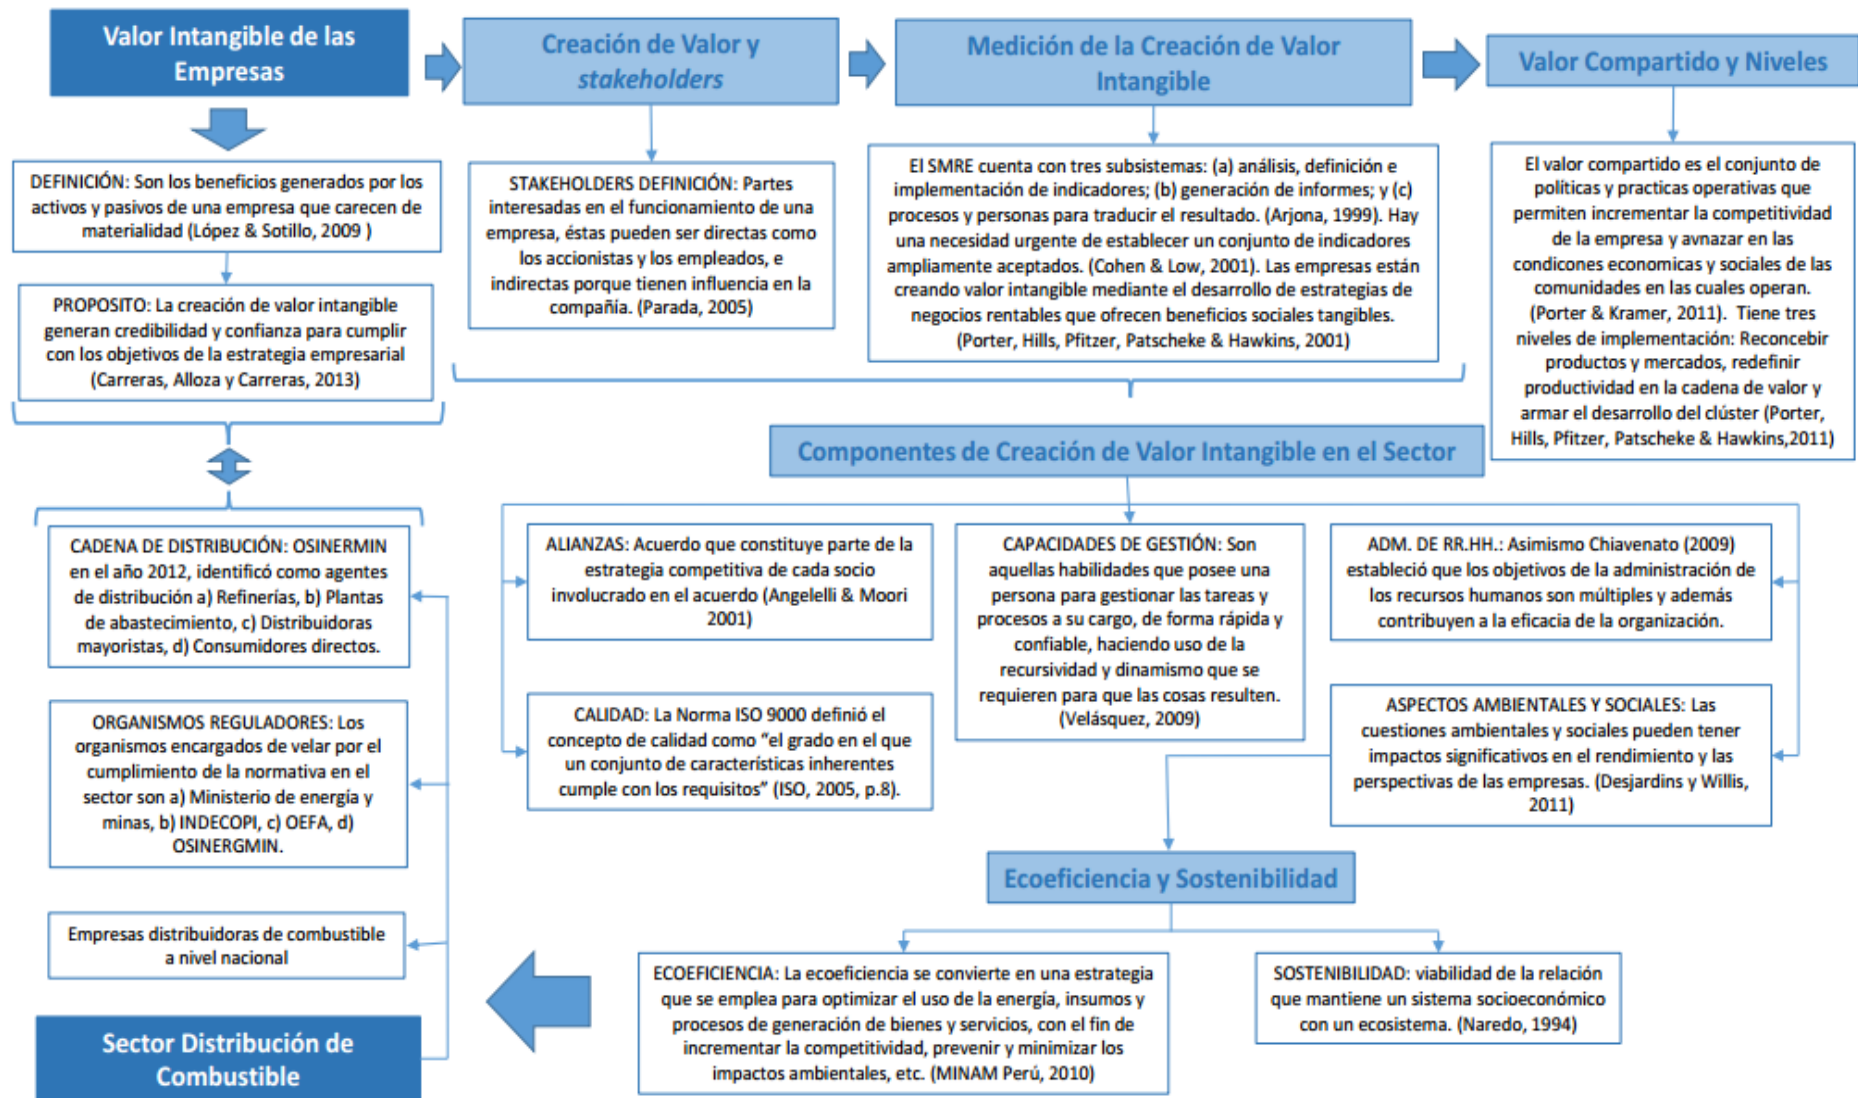 Valor Intangible de las
Empresas
Creación de Valor y
stakeholders
Medición de la Creación de Valor
Intangible
Valor Compartido y Niveles
DEFINICIÓN: Son los beneficios generados por los
activos y pasivos de una empresa que carecen de
materialidad (López & Sotillo, 2009 )
PROPOSITO: La creación de valor intangible
generan credibilidad y confianza para cumplir
con los objetivos de la estrategia empresarial
(Carreras, Alloza y Carreras, 2013)
STAKEHOLDERS DEFINICIÓN: Partes
interesadas en el funcionamiento de una
empresa, éstas pueden ser directas como
los accionistas y los empleados, e
indirectas porque tienen influencia en la
compañía. (Parada, 2005)
El SMRE cuenta con tres subsistemas: (a) análisis, definición e
implementación de indicadores; (b) generación de informes; y (c)
procesos y personas para traducir el resultado. (Arjona, 1999). Hay
una necesidad urgente de establecer un conjunto de indicadores
ampliamente aceptados. (Cohen & Low, 2001). Las empresas están
creando valor intangible mediante el desarrollo de estrategias de
negocios rentables que ofrecen beneficios sociales tangibles.
(Porter, Hills, Pfitzer, Patscheke & Hawkins, 2001)
El valor compartido es el conjunto de
políticas y practicas operativas que
permiten incrementar la competitividad
de la empresa y avnazar en las
condicones economicas y sociales de las
comunidades en las cuales operan.
(Porter & Kramer, 2011). Tiene tres
niveles de implementación: Reconcebir
productos y mercados, redefinir
productividad en la cadena de valor y
armar el desarrollo del clúster (Porter,
Hills, Pfitzer, Patscheke & Hawkins,2011)
Componentes de Creación de Valor Intangible en el Sector
CADENA DE DISTRIBUCIÓN: OSINERMIN
en el año 2012, identificó como agentes
de distribución a) Refinerías, b) Plantas
de abastecimiento, c) Distribuidoras
mayoristas, d) Consumidores directos.
ORGANISMOS REGULADORES: Los
organismos encargados de velar por el
cumplimiento de la normativa en el
sector son a) Ministerio de energía y
minas, b) INDECOPI, c) OEFA, d)
OSINERGMIN.
Empresas distribuidoras de combustible
a nivel nacional
Sector Distribución de
Combustible
ALIANZAS: Acuerdo que constituye parte de la
estrategia competitiva de cada socio
involucrado en el acuerdo (Angelelli & Moori
2001)
CALIDAD: La Norma ISO 9000 definió el
concepto de calidad como “el grado en el que
un conjunto de características inherentes
cumple con los requisitos” (ISO, 2005, p.8).
CAPACIDADES DE GESTIÓN: Son
aquellas habilidades que posee una
persona para gestionar las tareas y
procesos a su cargo, de forma rápida y
confiable, haciendo uso de la
recursividad y dinamismo que se
requieren para que las cosas resulten.
(Velásquez, 2009)
ADM. DE RR.HH.: Asimismo Chiavenato (2009)
estableció que los objetivos de la administración de
los recursos humanos son múltiples y además
contribuyen a la eficacia de la organización.
ASPECTOS AMBIENTALES Y SOCIALES: Las
cuestiones ambientales y sociales pueden tener
impactos significativos en el rendimiento y las
perspectivas de las empresas. (Desjardins y Willis,
2011)
Ecoeficiencia y Sostenibilidad
ECOEFICIENCIA: La ecoeficiencia se convierte en una estrategia
que se emplea para optimizar el uso de la energía, insumos y
procesos de generación de bienes y servicios, con el fin de
incrementar la competitividad, prevenir y minimizar los
impactos ambientales, etc. (MINAM Perú, 2010)
SOSTENIBILIDAD: viabilidad de la relación
que mantiene un sistema socioeconómico
con un ecosistema. (Naredo, 1994)